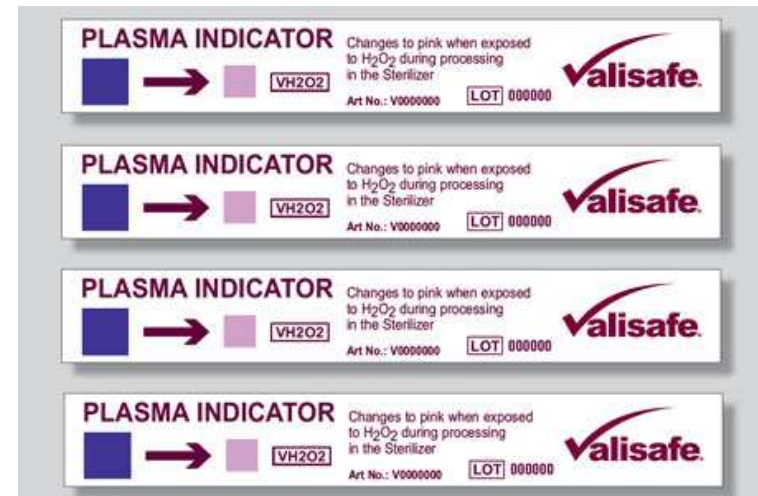 PLASMA INDICATOR
VH2O2
Changes to pink when exposed
to H₂O₂ during processing
in the Sterilizer
Art No.: V0000000 LOT 000000
Valisafe.
PLASMA INDICATOR
VH2O2
Changes to pink when exposed
to H₂O₂ during processing
in the Sterilizer
Art No.: V0000000 LOT 000000
Valisafe.
PLASMA INDICATOR
VH2O2
Changes to pink when exposed
to H₂O₂ during processing
in the Sterilizer
Art No.: V0000000 LOT 000000
Valisafe.
PLASMA INDICATOR
VH2O2
Changes to pink when exposed
to H₂O₂ during processing
in the Sterilizer
Art No.: V0000000 LOT 000000
Valisafe.